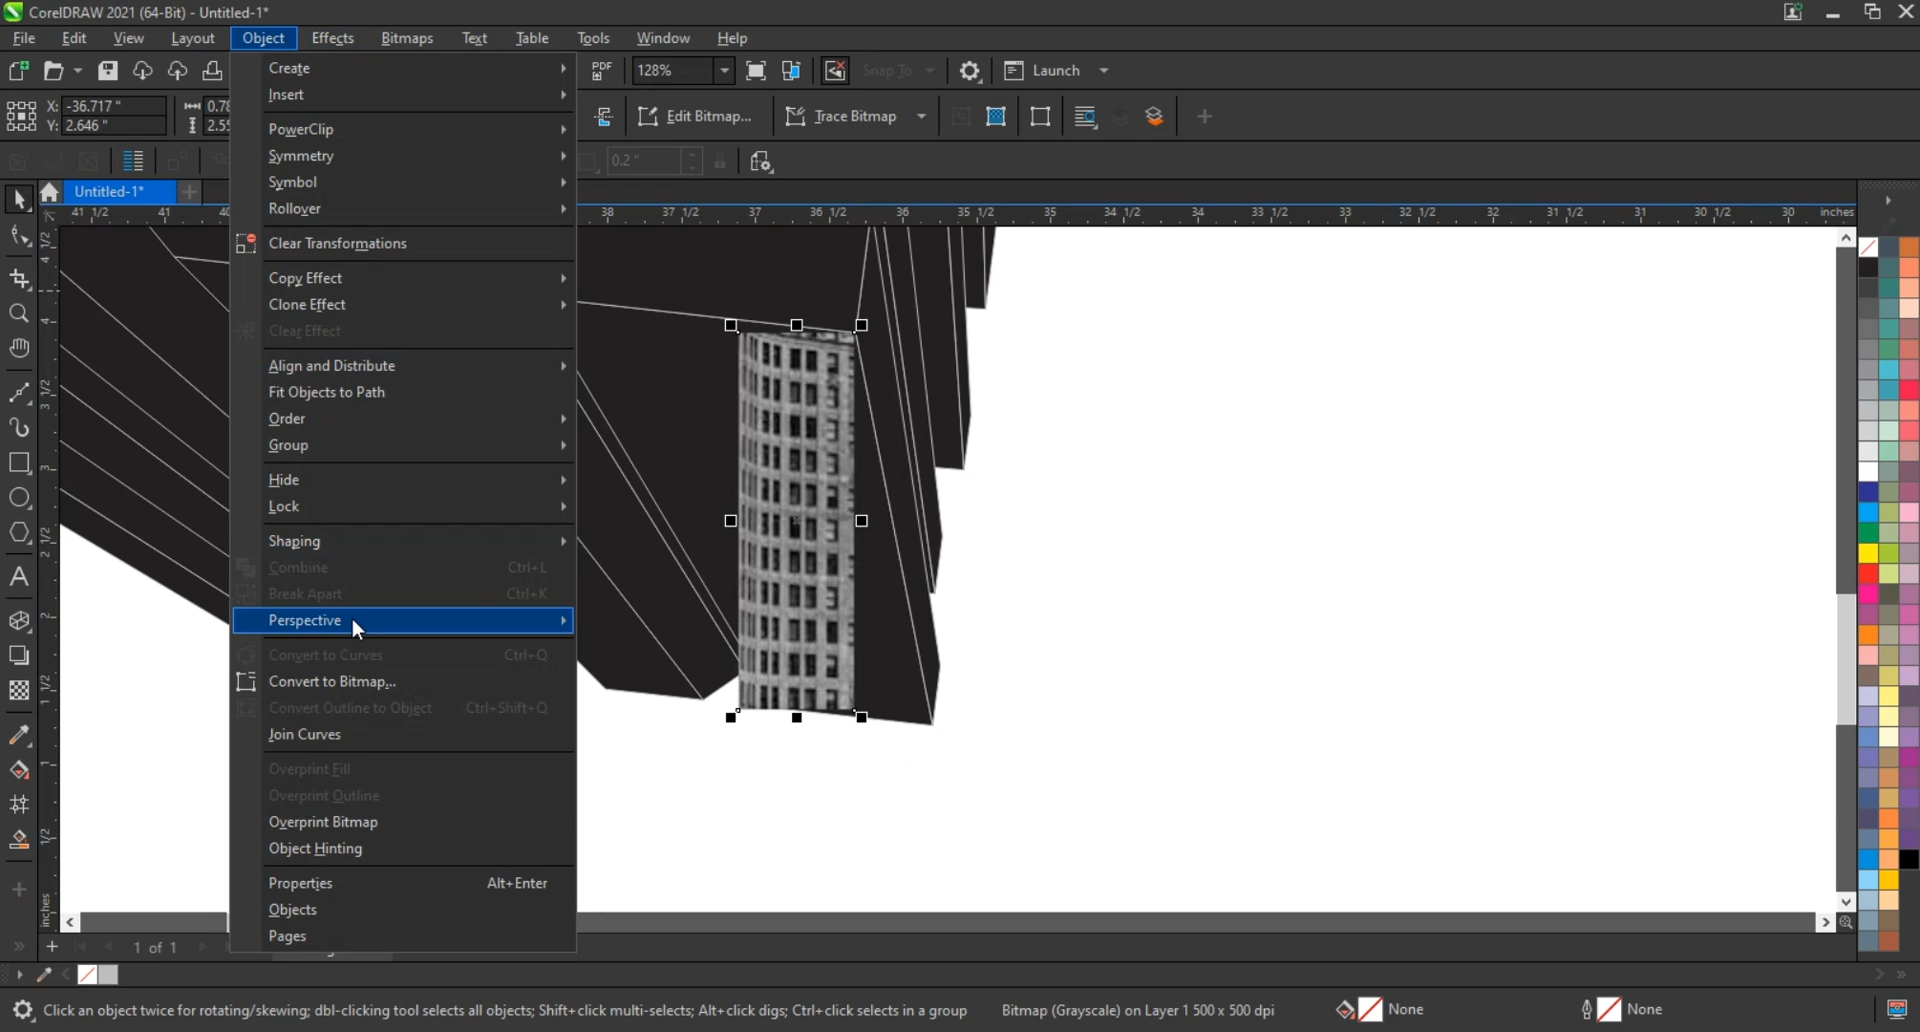 CorelDRAW 2021 (64-Bit) - Untitled-1*
File Edit View Layout Object Effects Bitmaps Text Table Tools Window Help
PDF 128% Snap To Launch
X: -36.717 "
Y: 2.646 "
Edit Bitmap... Trace Bitmap
0.2 "
Untitled-1*
41 1/2 41 38 37 1/2 37 36 1/2 36 35 1/2 35 34 1/2 34 33 1/2 33 32 1/2 32 31 1/2 31 30 1/2 30 inches
Create
Insert
PowerClip
Symmetry
Symbol
Rollover
Clear Transformations
Copy Effect
Clone Effect
Clear Effect
Align and Distribute
Fit Objects to Path
Order
Group
Hide
Lock
Shaping
Combine Ctrl+L
Break Apart Ctrl+K
Perspective
Convert to Curves Ctrl+Q
Convert to Bitmap...
Convert Outline to Object Ctrl+Shift+Q
Join Curves
Overprint Fill
Overprint Outline
Overprint Bitmap
Object Hinting
Properties Alt+Enter
Objects
Pages
inches
1 of 1
Click an object twice for rotating/skewing; dbl-clicking tool selects all objects; Shift+click multi-selects; Alt+click digs; Ctrl+click selects in a group Bitmap (Grayscale) on Layer 1 500 x 500 dpi None None